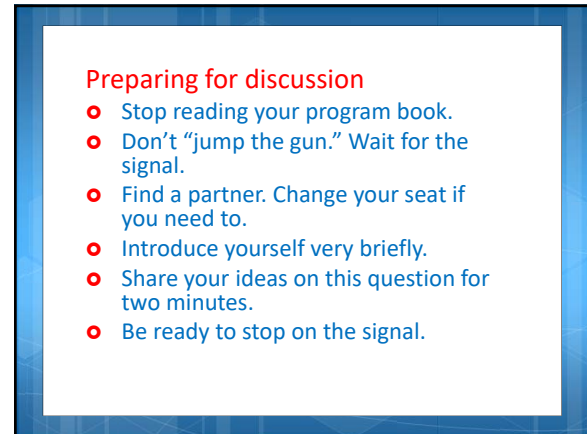 Preparing for discussion
Stop reading your program book.
Don’t “jump the gun.” Wait for the
signal.
Find a partner. Change your seat if
you need to.
Introduce yourself very briefly.
Share your ideas on this question for
two minutes.
Be ready to stop on the signal.